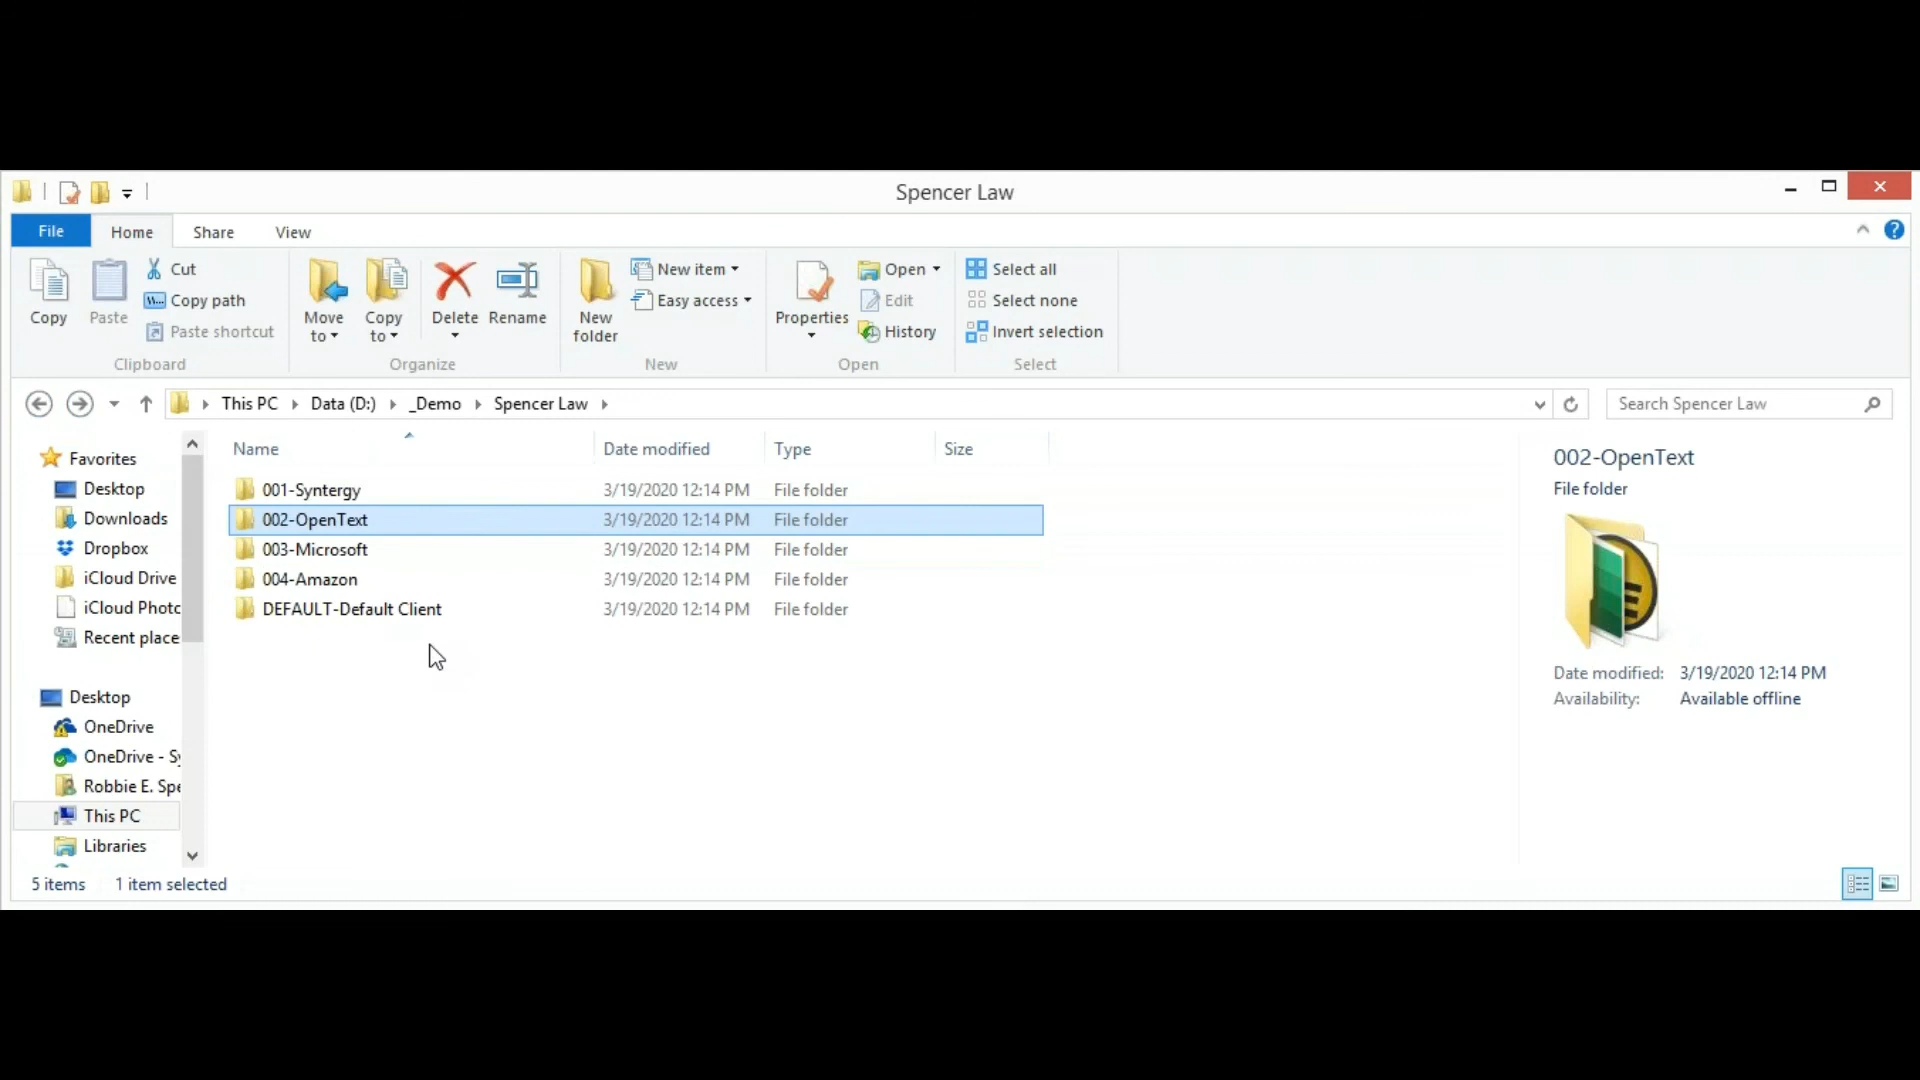 Spencer Law
File Home Share View
Copy
Paste
Cut
Copy path
Paste shortcut
Clipboard
Move to
Copy to
Delete
Rename
Organize
New folder
New item
Easy access
New
Properties
Open
Edit
History
Open
Select all
Select none
Invert selection
Select
This PC Data (D:) _Demo Spencer Law
Search Spencer Law
Favorites
Desktop
Downloads
Dropbox
iCloud Drive
iCloud Photc
Recent place
Desktop
OneDrive
OneDrive - Sy
Robbie E. Spe
This PC
Libraries
Name Date modified Type Size
001-Syntergy 3/19/2020 12:14 PM File folder
002-OpenText 3/19/2020 12:14 PM File folder
003-Microsoft 3/19/2020 12:14 PM File folder
004-Amazon 3/19/2020 12:14 PM File folder
DEFAULT-Default Client 3/19/2020 12:14 PM File folder
002-OpenText
File folder
Date modified: 3/19/2020 12:14 PM
Availability: Available offline
5 items 1 item selected